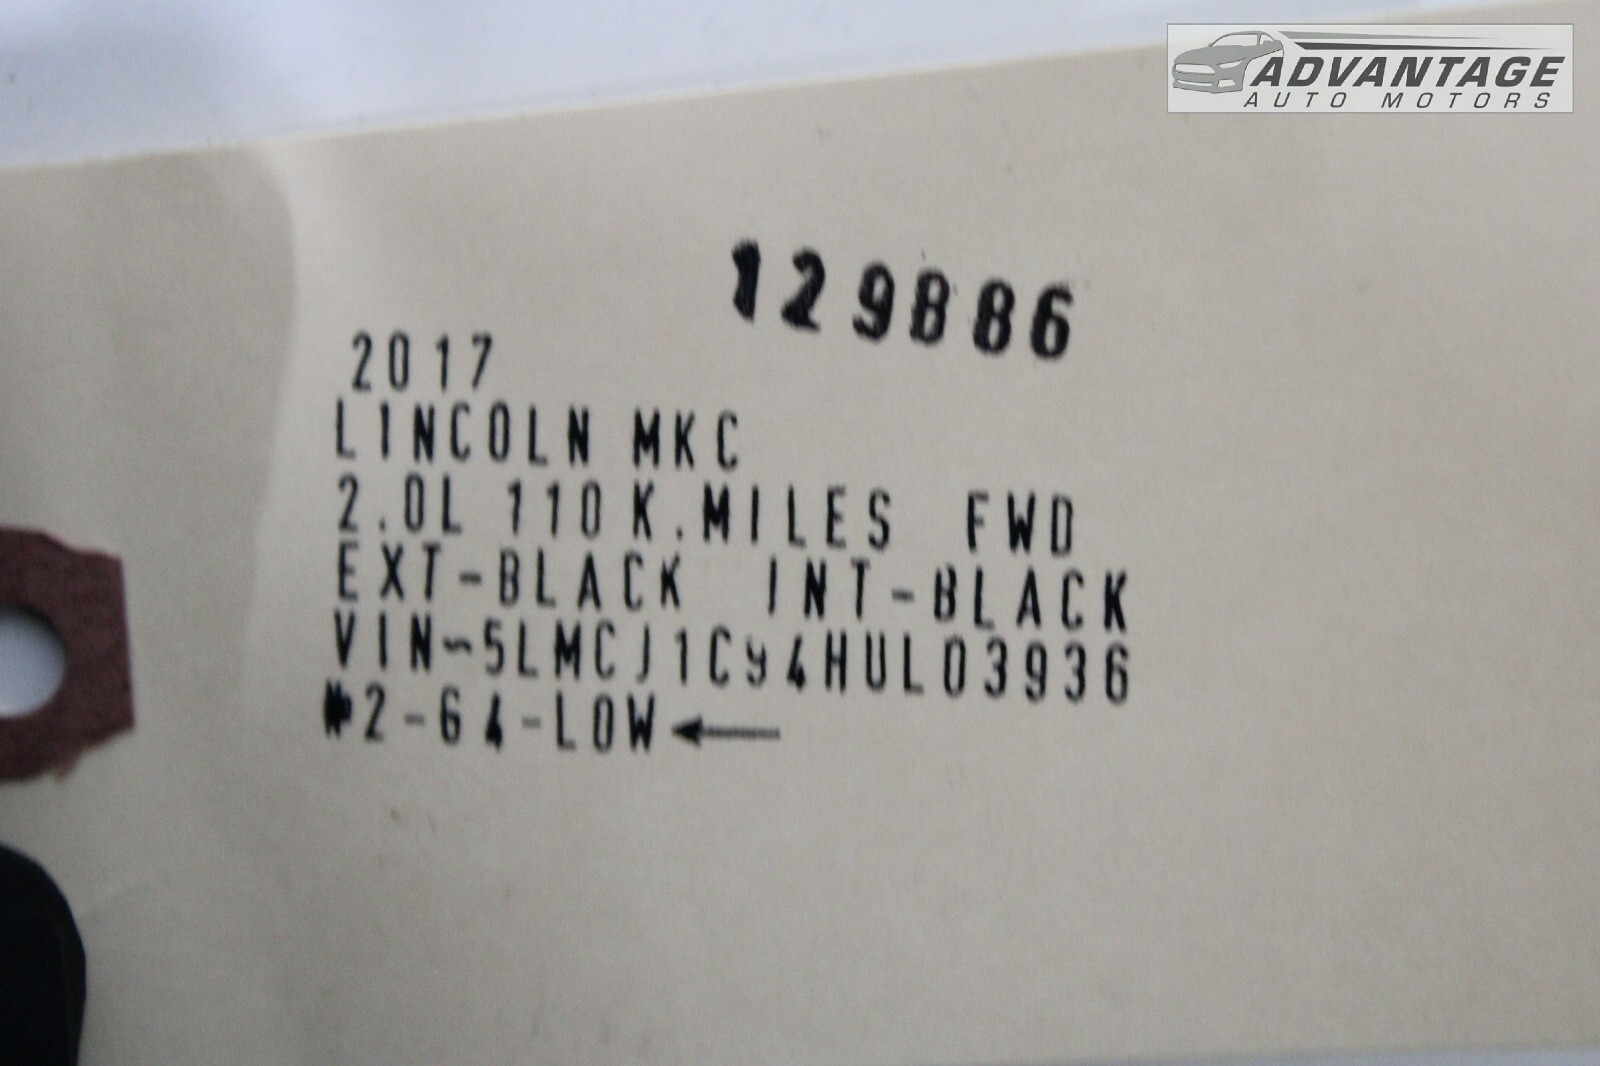 ADVANTAGE
AUTO MOTORS
129886
2017
LINCOLN MKC
2.0L 110K.MILES FWD
EXT-BLACK INT-BLACK
VIN~5LMCJ1C94HUL03936
#2-64-LOW←